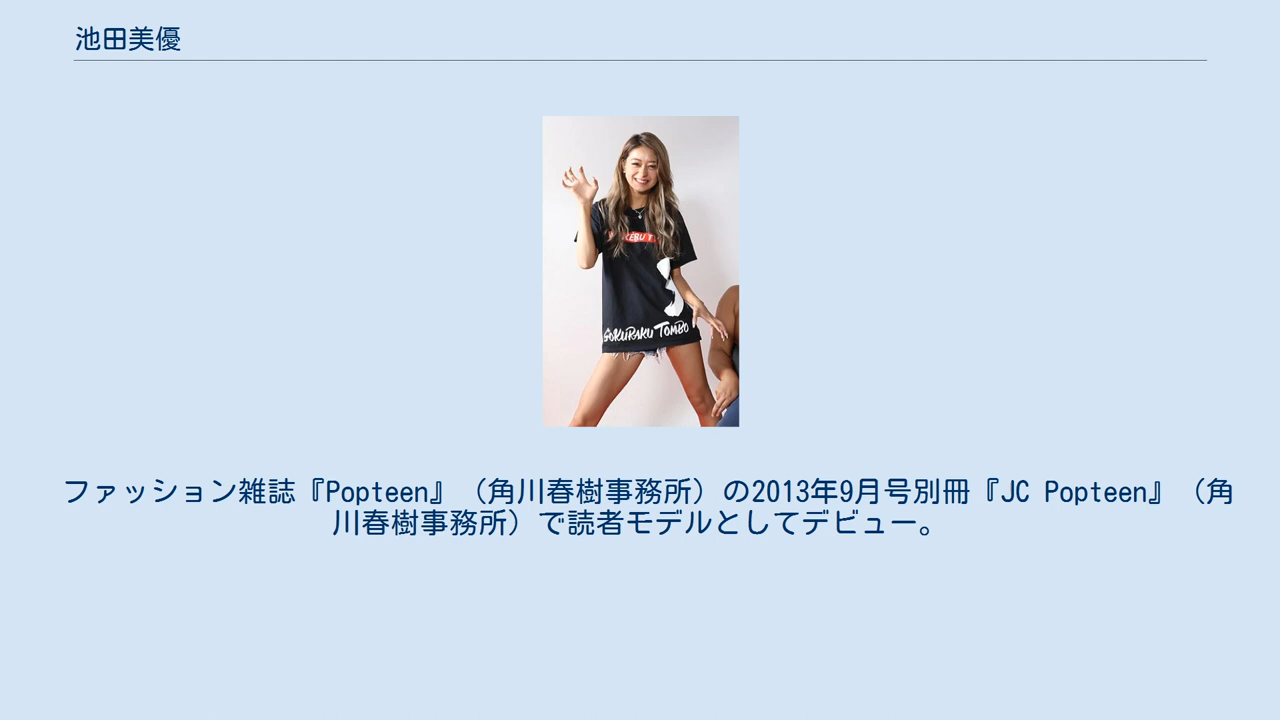 池田美優
GOKURAKU TOMBO
ファッション雑誌『Popteen』（角川春樹事務所）の2013年9月号別冊『JC Popteen』（角
川春樹事務所）で読者モデルとしてデビュー。